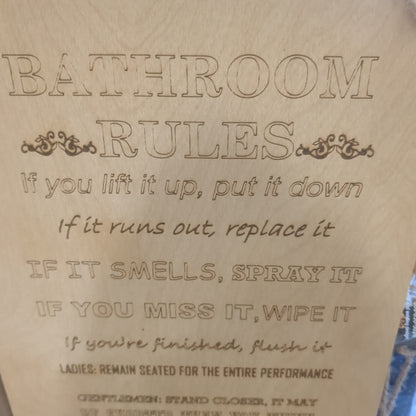 BATHROOM
RULES
If you lift it up, put it down
If it runs out, replace it
IF IT SMELLS, SPRAY IT
IF YOU MISS IT, WIPE IT
If you're finished, flush it
LADIES: REMAIN SEATED FOR THE ENTIRE PERFORMANCE
GENTLEMEN: STAND CLOSER, IT MAY